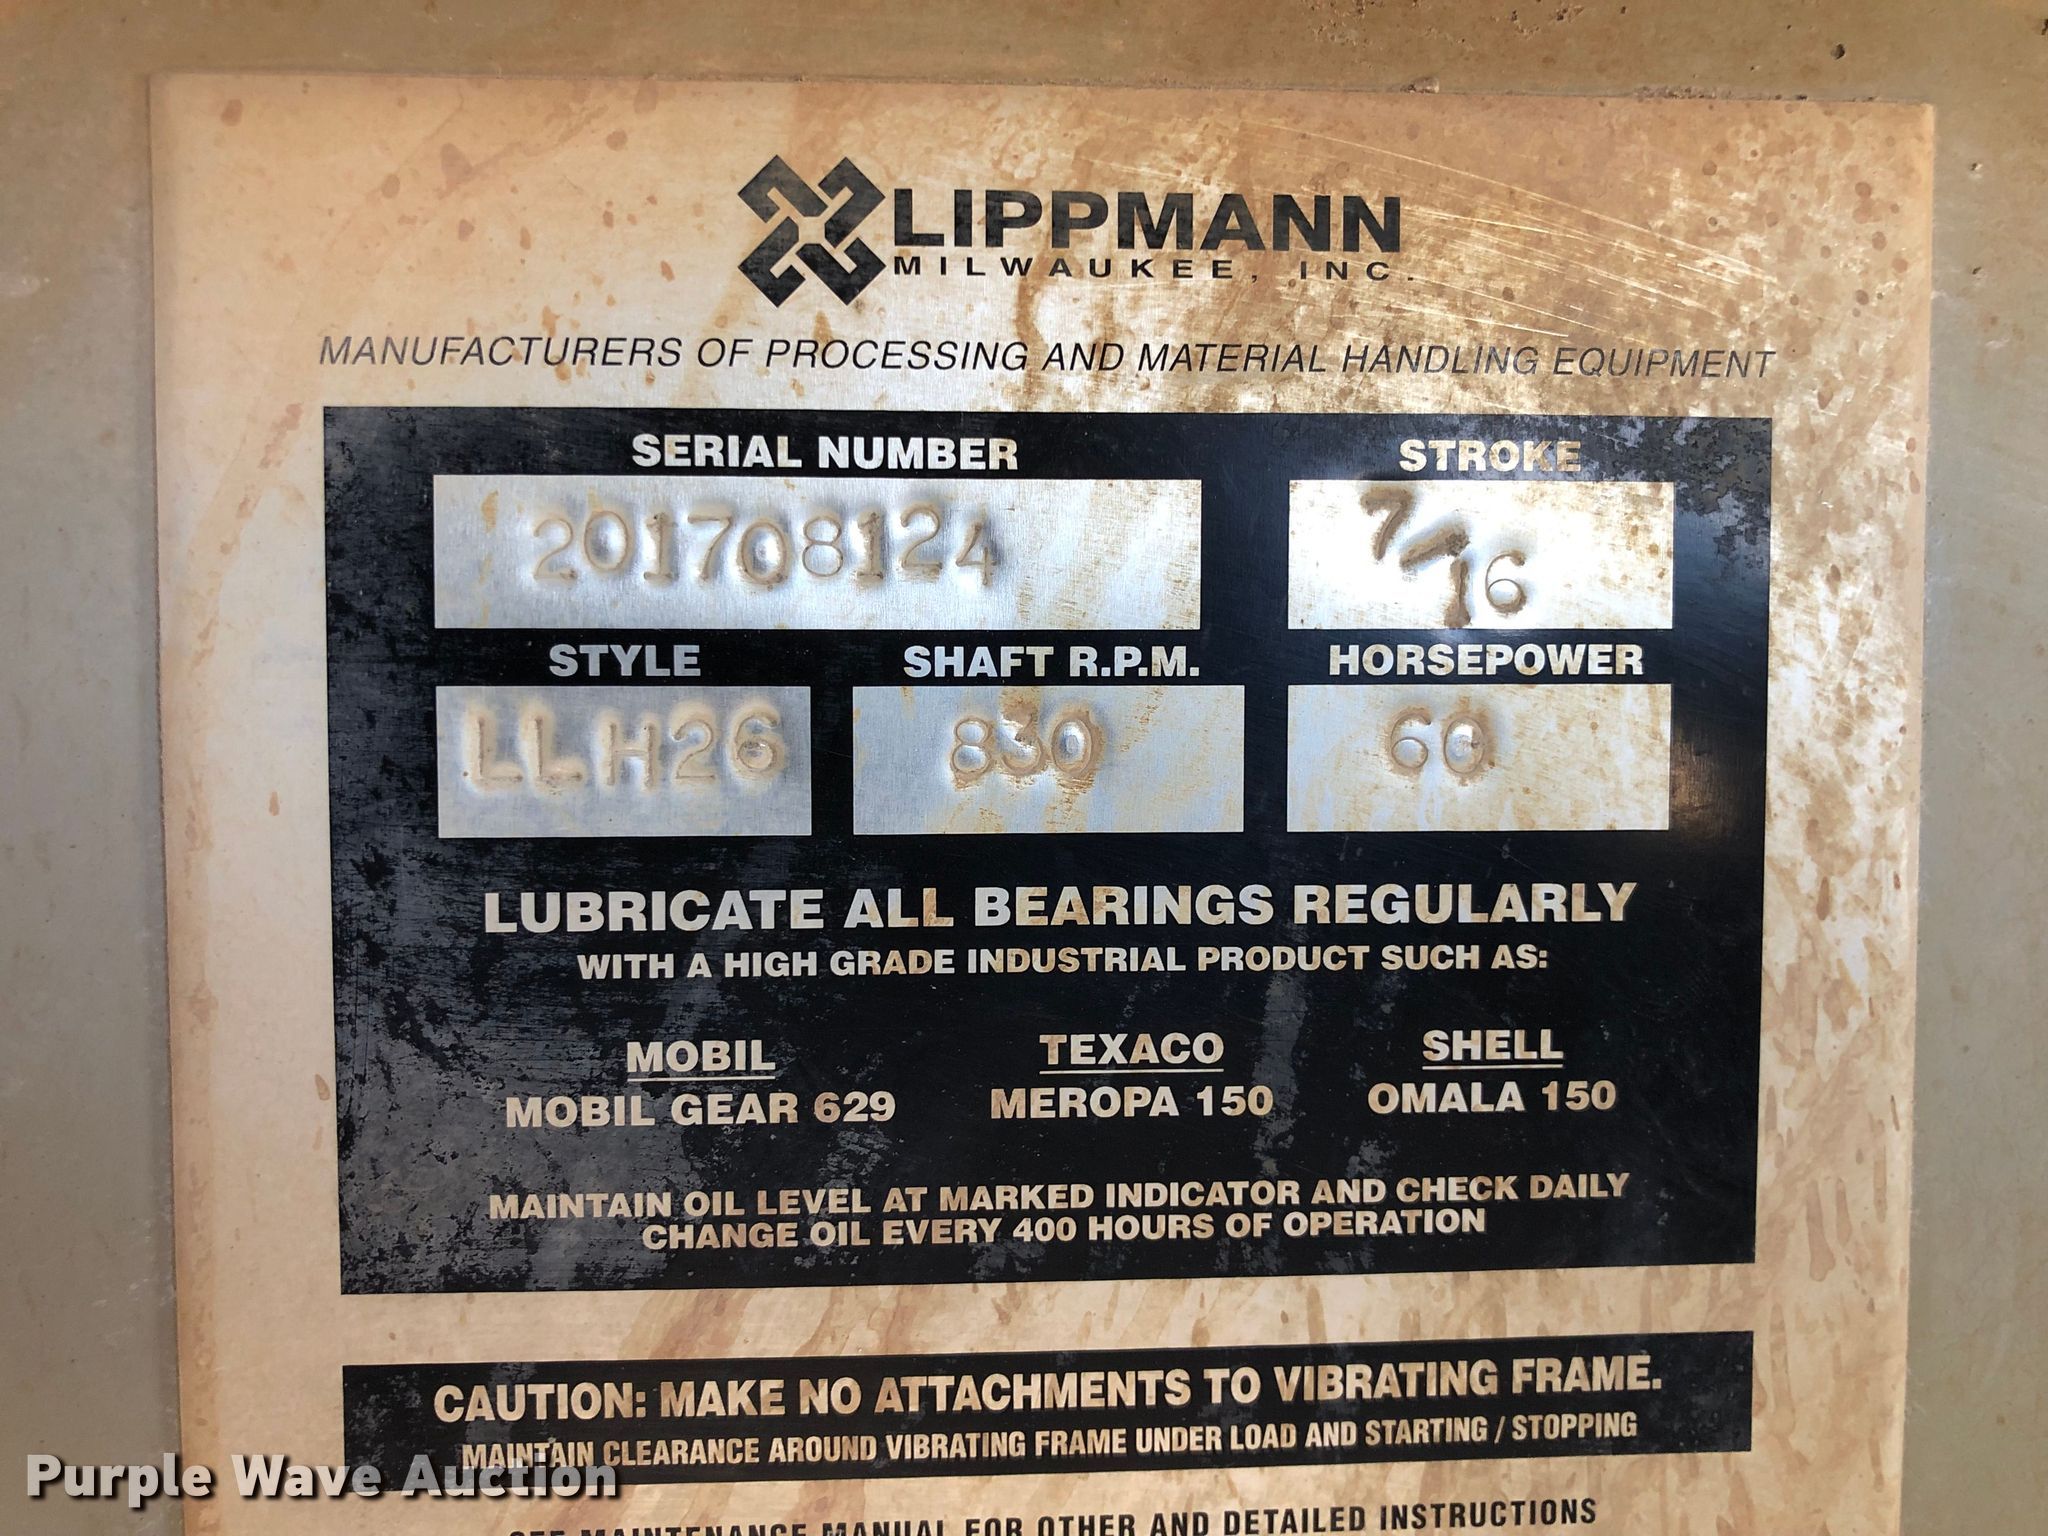 LIPPMANN
MILWAUKEE, INC.
MANUFACTURERS OF PROCESSING AND MATERIAL HANDLING EQUIPMENT
SERIAL NUMBER STROKE
201708124 7/16
STYLE SHAFT R.P.M. HORSEPOWER
LLH26 830 60
LUBRICATE ALL BEARINGS REGULARLY
WITH A HIGH GRADE INDUSTRIAL PRODUCT SUCH AS:
MOBIL TEXACO SHELL
MOBIL GEAR 629 MEROPA 150 OMALA 150
MAINTAIN OIL LEVEL AT MARKED INDICATOR AND CHECK DAILY
CHANGE OIL EVERY 400 HOURS OF OPERATION
CAUTION: MAKE NO ATTACHMENTS TO VIBRATING FRAME.
MAINTAIN CLEARANCE AROUND VIBRATING FRAME UNDER LOAD AND STARTING / STOPPING
Purple Wave Auction
SEE MAINTENANCE MANUAL FOR OTHER AND DETAILED INSTRUCTIONS